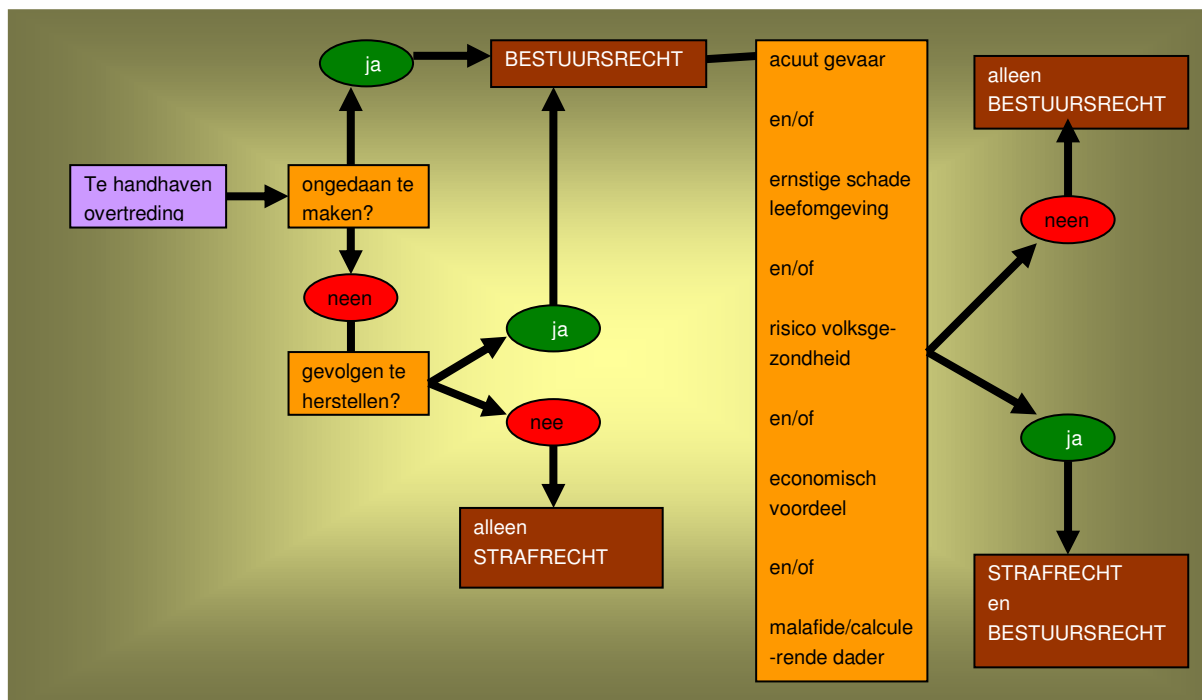 Te handhaven
overtreding
ongedaan te
maken?
ja
BESTUURSRECHT
neen
gevolgen te
herstellen?
ja
nee
alleen
STRAFRECHT
acuut gevaar
en/of
ernstige schade
leefomgeving
en/of
risico volksge-
zondheid
en/of
economisch
voordeel
en/of
malafide/calcule
-rende dader
neen
alleen
BESTUURSRECHT
ja
STRAFRECHT
en
BESTUURSRECHT